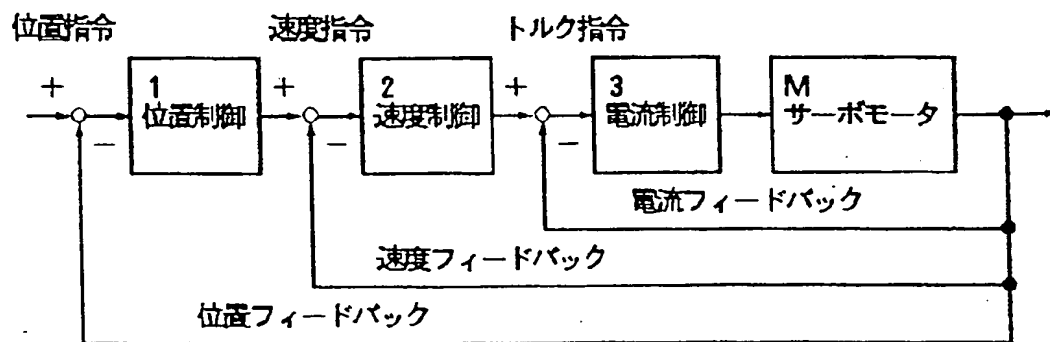 位置指令
速度指令
トルク指令
+
1
位置制御
+
2
速度制御
+
3
電流制御
M
サーボモータ
−
−
−
電流フィードバック
速度フィードバック
位置フィードバック